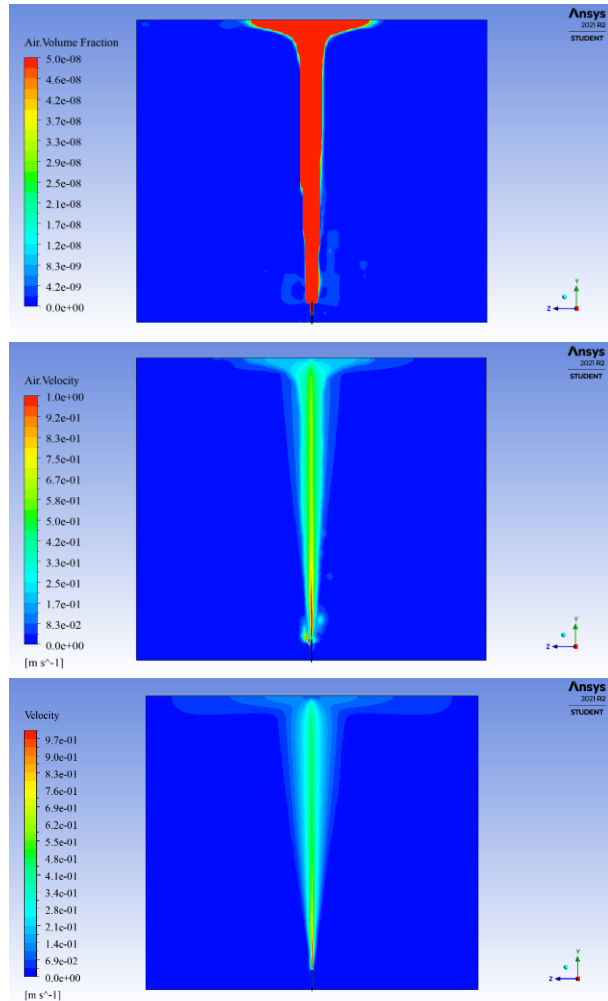 Ansys
2021 R2
STUDENT
Air.Volume Fraction
5.0e-08
4.6e-08
4.2e-08
3.7e-08
3.3e-08
2.9e-08
2.5e-08
2.1e-08
1.7e-08
1.2e-08
8.3e-09
4.2e-09
0.0e+00
Y
Z
Ansys
2021 R2
STUDENT
Air.Velocity
1.0e+00
9.2e-01
8.3e-01
7.5e-01
6.7e-01
5.8e-01
5.0e-01
4.2e-01
3.3e-01
2.5e-01
1.7e-01
8.3e-02
0.0e+00
[m s^-1]
Y
Z
Ansys
2021 R2
STUDENT
Velocity
9.7e-01
9.0e-01
8.3e-01
7.6e-01
6.9e-01
6.2e-01
5.5e-01
4.8e-01
4.1e-01
3.4e-01
2.8e-01
2.1e-01
1.4e-01
6.9e-02
0.0e+00
[m s^-1]
Y
Z